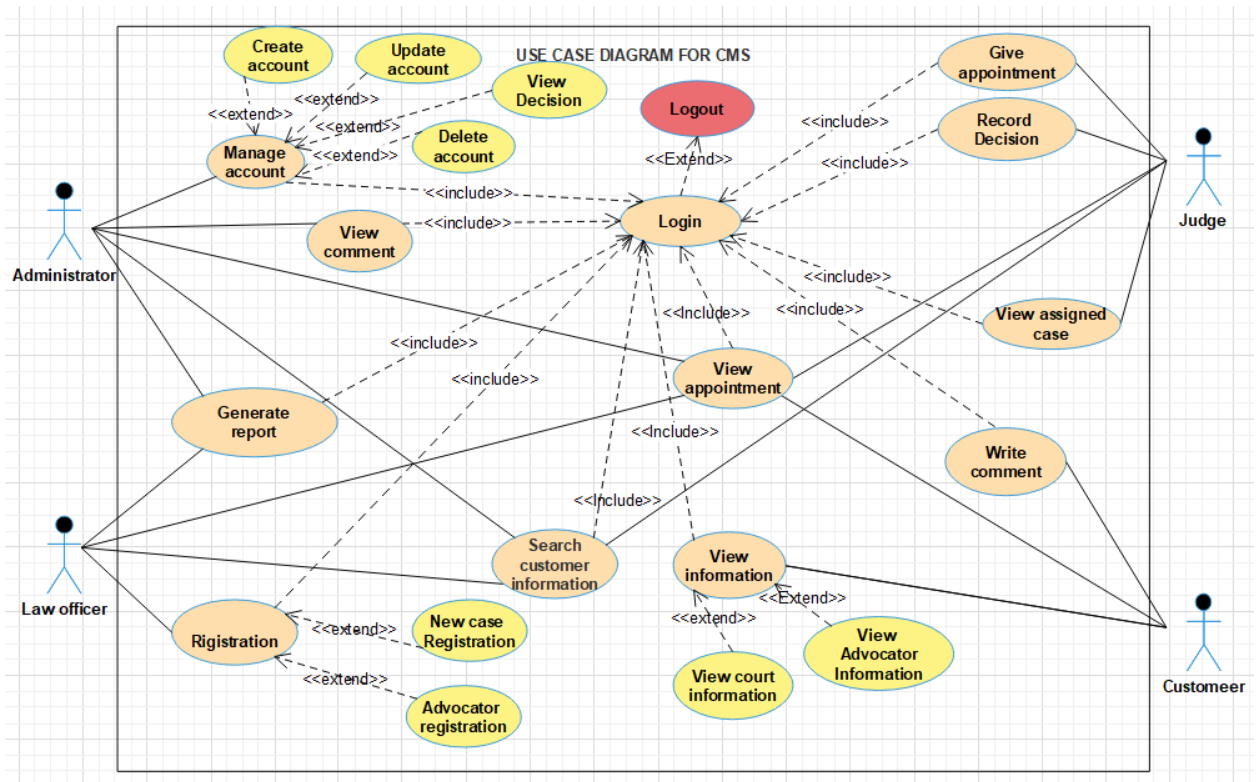 USE CASE DIAGRAM FOR CMS
Create
account
Update
account
View
Decision
Delete
account
<<extend>>
<<extend>>
<<extend>>
<<extend>>
Manage
account
Logout
<<Extend>>
Give
appointment
Record
Decision
<<include>>
<<include>>
<<include>>
<<include>>
Login
View
comment
Administrator
Judge
<<include>>
<<include>>
<<Include>>
View assigned
case
<<include>>
<<include>>
View
appointment
Generate
report
<<Include>>
Write
comment
<<Include>>
Search
customer
information
View
information
Law officer
<<Extend>>
<<extend>>
Rigistration
<<extend>>
New case
Registration
View
Advocator
Information
<<extend>>
View court
information
Advocator
registration
Customeer